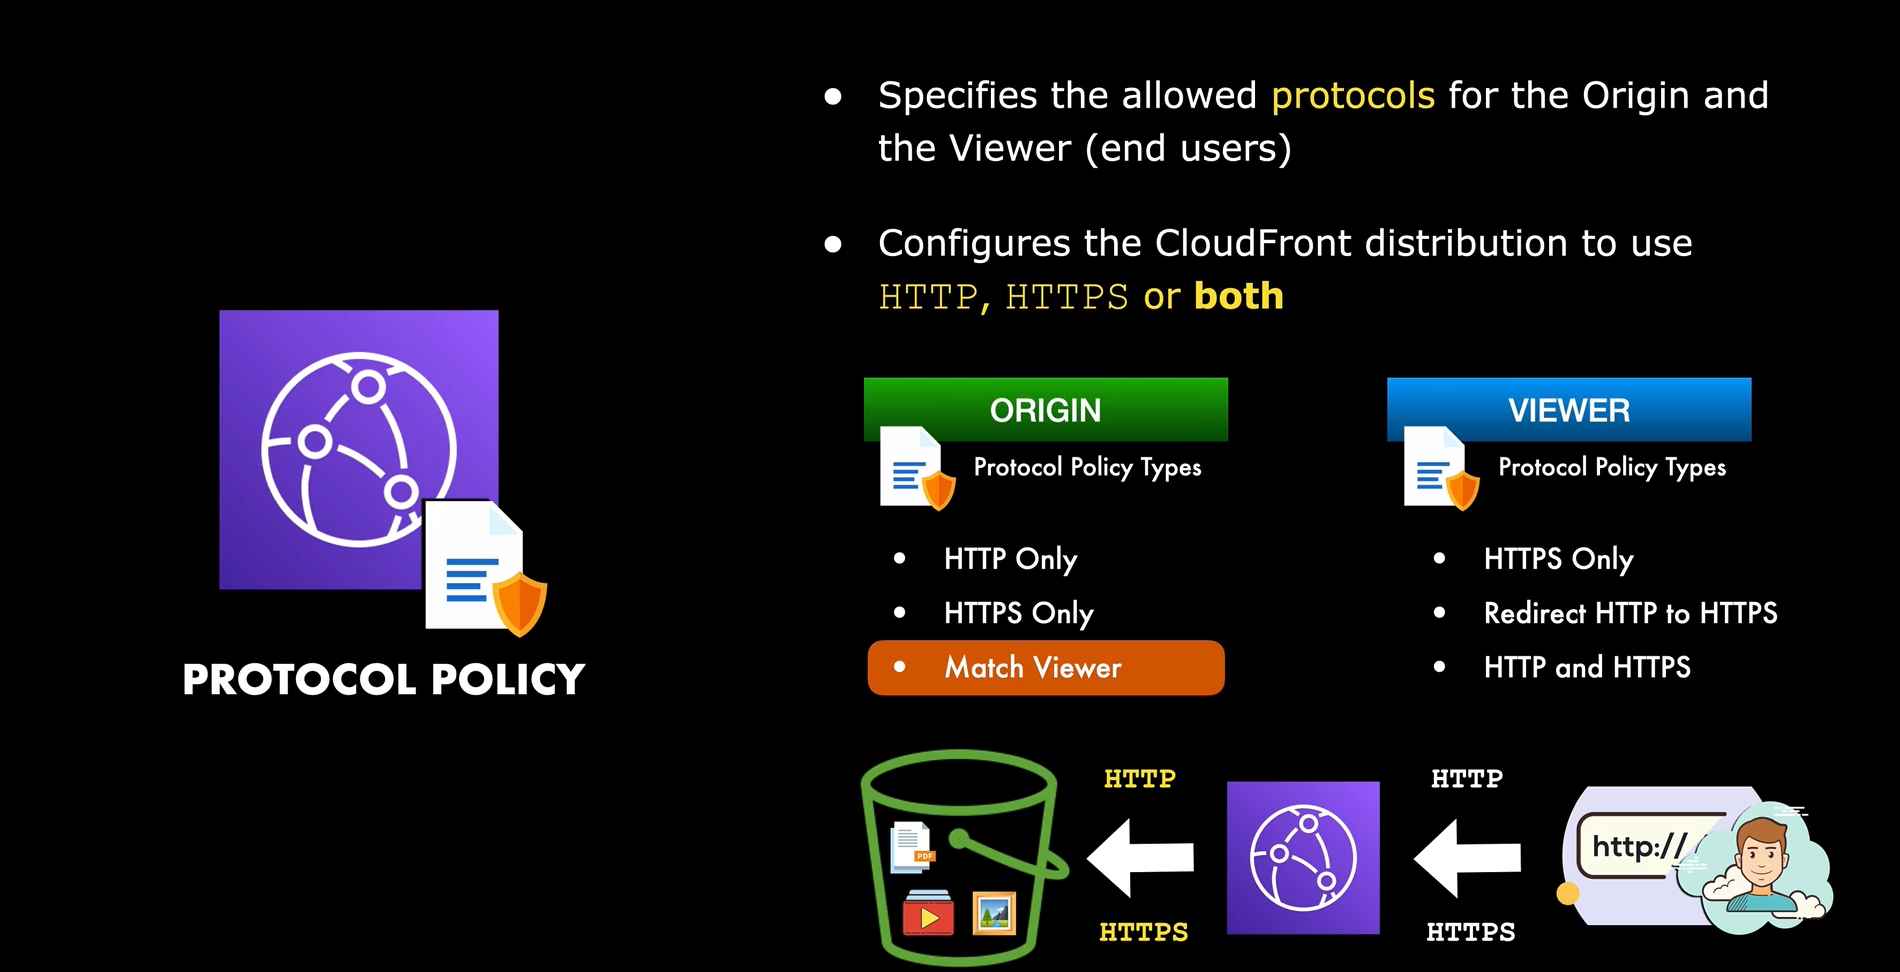 ● Specifies the allowed protocols for the Origin and
the Viewer (end users)
● Configures the CloudFront distribution to use
HTTP, HTTPS or both
PROTOCOL POLICY
ORIGIN
Protocol Policy Types
• HTTP Only
• HTTPS Only
• Match Viewer
VIEWER
Protocol Policy Types
• HTTPS Only
• Redirect HTTP to HTTPS
• HTTP and HTTPS
PDF
HTTP
HTTPS
HTTP
HTTPS
http://